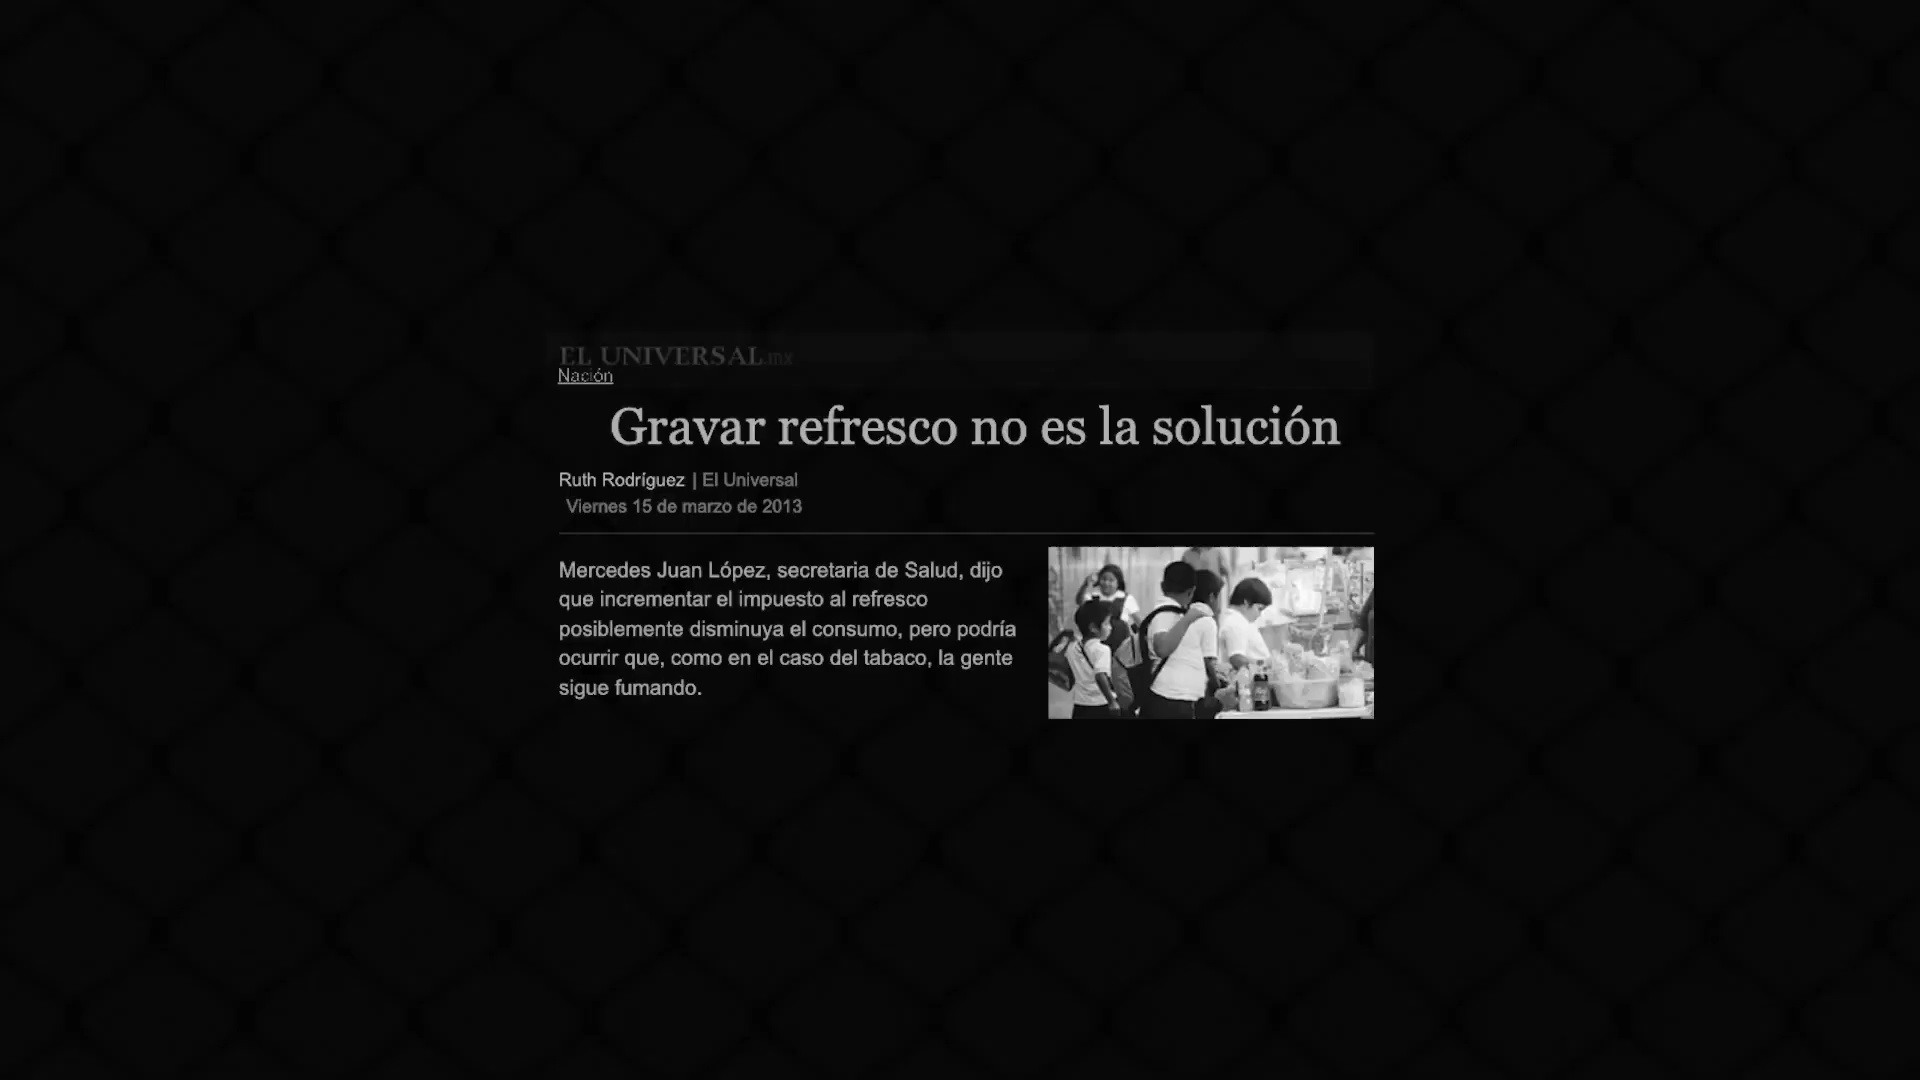 EL UNIVERSAL.mx
Nación
Gravar refresco no es la solución
Ruth Rodríguez | El Universal
Viernes 15 de marzo de 2013
Mercedes Juan López, secretaria de Salud, dijo
que incrementar el impuesto al refresco
posiblemente disminuya el consumo, pero podría
ocurrir que, como en el caso del tabaco, la gente
sigue fumando.